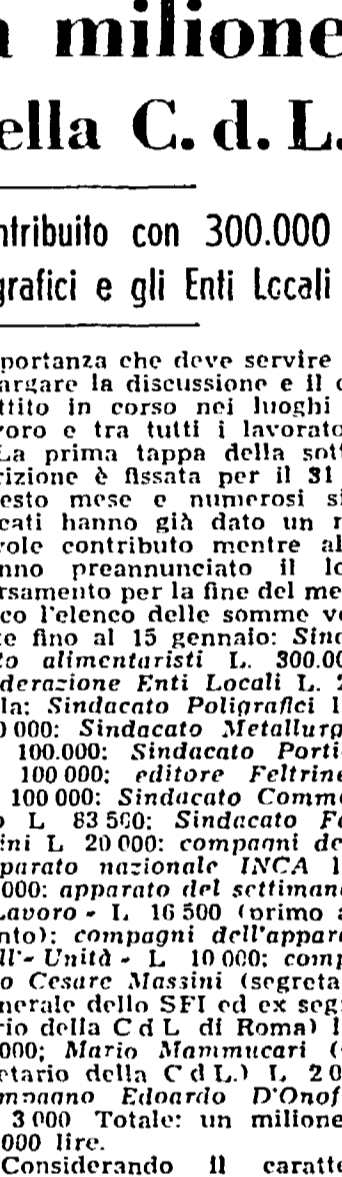 milione
ella C. d. L.
ntribuito con 300.000
grafici e gli Enti Locali
portanza che deve servire
argare la discussione e il d
ttito in corso nei luoghi
voro e tra tutti i lavorato
La prima tappa della sott
rizione è fissata per il 31
esto mese e numerosi si
cati hanno già dato un n
role contributo mentre al
nno preannunciato il lo
rsamento per la fine del me
co l'elenco delle somme ve
te fino al 15 gennaio: Sind
to alimentaristi L. 300.00
derazione Enti Locali L. 2
la: Sindacato Poligrafici I
0 000: Sindacato Metallurg
100.000: Sindacato Porti
100 000; editore Feltrine
100 000: Sindacato Comme
o L 83 500: Sindacato Fe
ini L 20 000: compagni de
parato nazionale INCA 1
000: apparato del settiman
Lavoro - L 16 500 (primo a
nto): compagni dell'appar
ll'- Unità - L 10 000: comp
o Cesare Massini (segreta
nerale dello SFI ed ex seg
rio della C d L di Roma) I
000; Mario Mammucari (
etario della C d L.) L 2 0
mpagno Edoardo D'Onof
3 000 Totale: un milione
000 lire.
Considerando il caratte